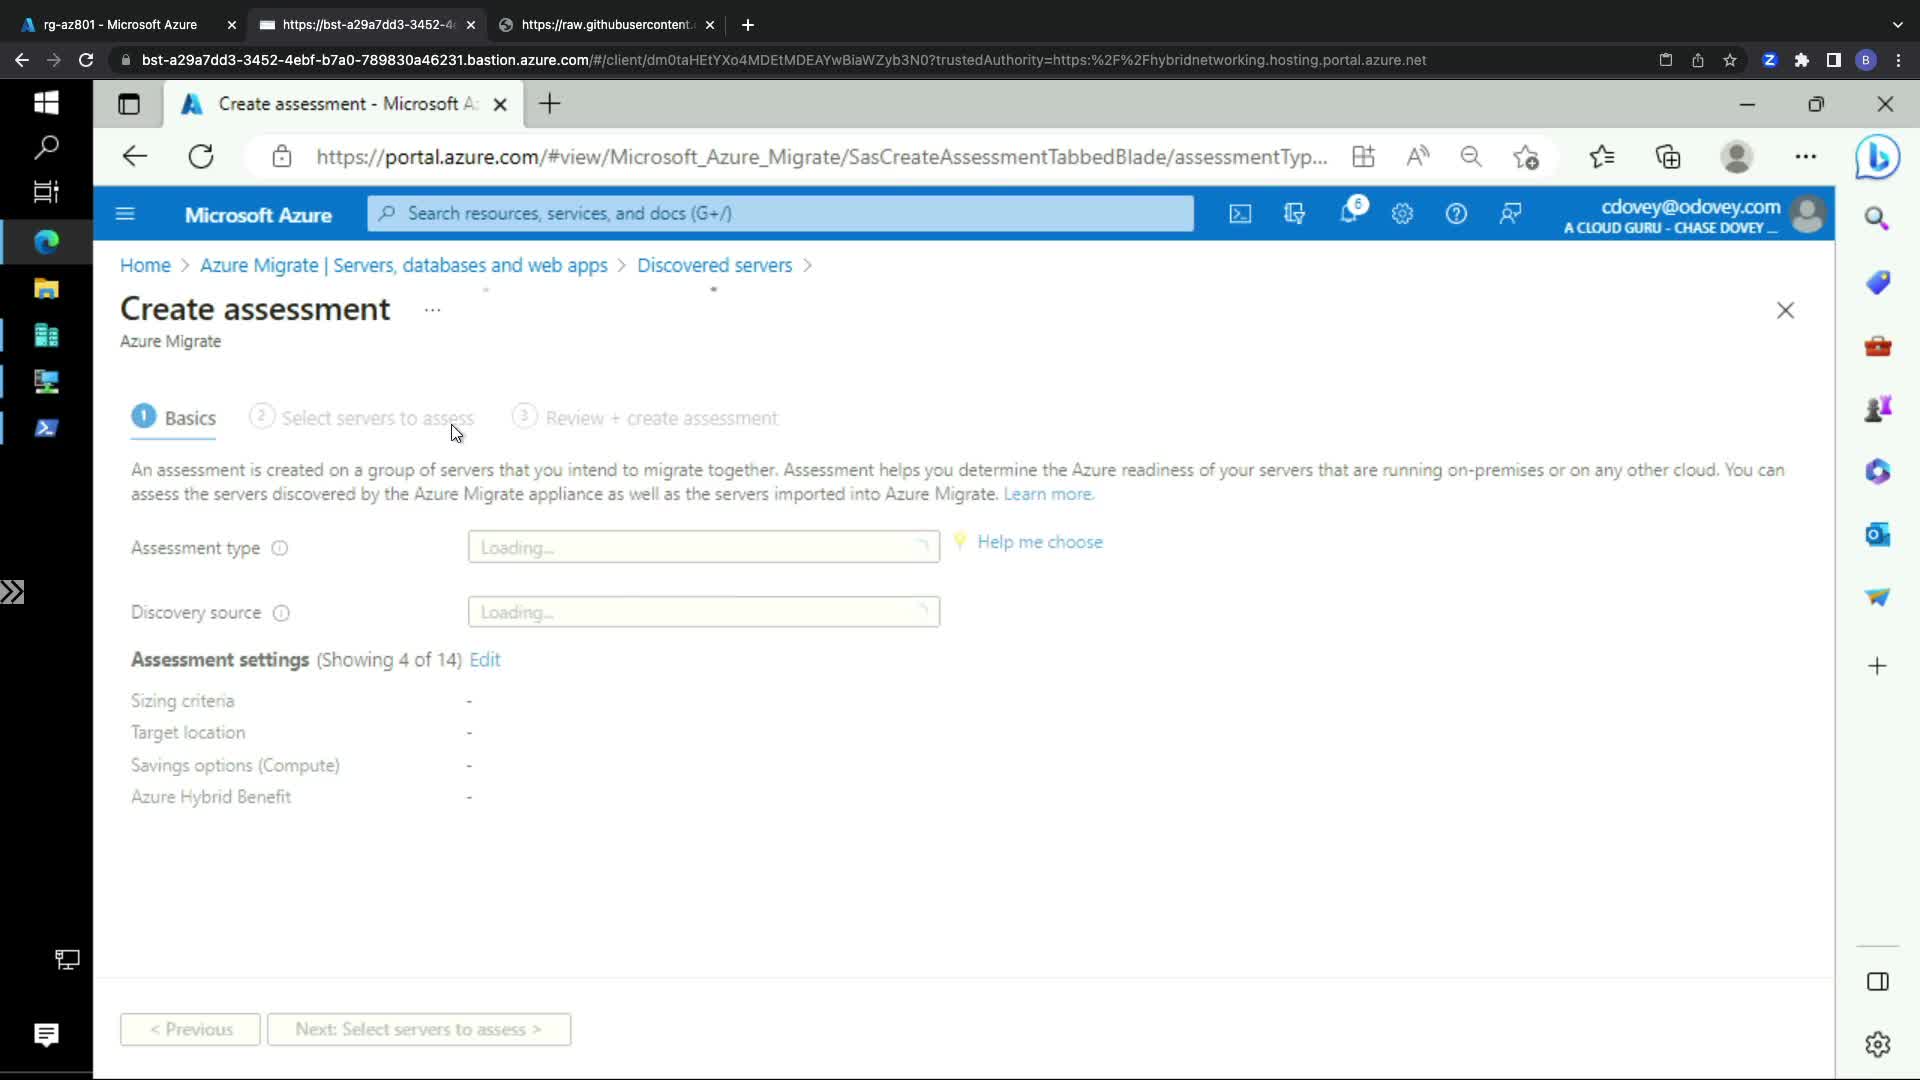 rg-az801 - Microsoft Azure
https://bst-a29a7dd3-3452-4e
https://raw.githubusercontent.
bst-a29a7dd3-3452-4ebf-b7a0-789830a46231.bastion.azure.com/#/client/dm0taHEtYXo4MDEtMDEAYwBiaWZyb3N0?trustedAuthority=https:%2F%2Fhybridnetworking.hosting.portal.azure.net
B
Create assessment - Microsoft A
https://portal.azure.com/#view/Microsoft_Azure_Migrate/SasCreateAssessmentTabbedBlade/assessmentTyp...
Microsoft Azure
Search resources, services, and docs (G+/)
6
cdovey@odovey.com
A CLOUD GURU - CHASE DOVEY ...
Home > Azure Migrate | Servers, databases and web apps > Discovered servers >
Create assessment ...
Azure Migrate
1 Basics
2 Select servers to assess
3 Review + create assessment
An assessment is created on a group of servers that you intend to migrate together. Assessment helps you determine the Azure readiness of your servers that are running on-premises or on any other cloud. You can
assess the servers discovered by the Azure Migrate appliance as well as the servers imported into Azure Migrate. Learn more.
Assessment type
Loading...
Help me choose
Discovery source
Loading...
Assessment settings (Showing 4 of 14) Edit
Sizing criteria -
Target location -
Savings options (Compute) -
Azure Hybrid Benefit -
< Previous
Next: Select servers to assess >